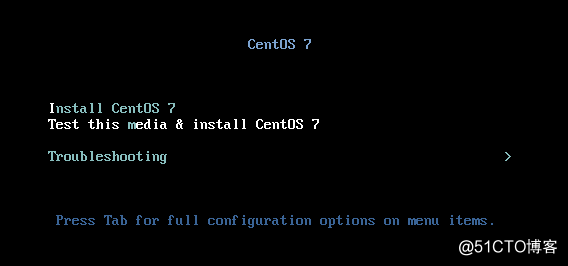 CentOS 7
Install CentOS 7
Test this media & install CentOS 7
Troubleshooting >
Press Tab for full configuration options on menu items.
@51CTO博客